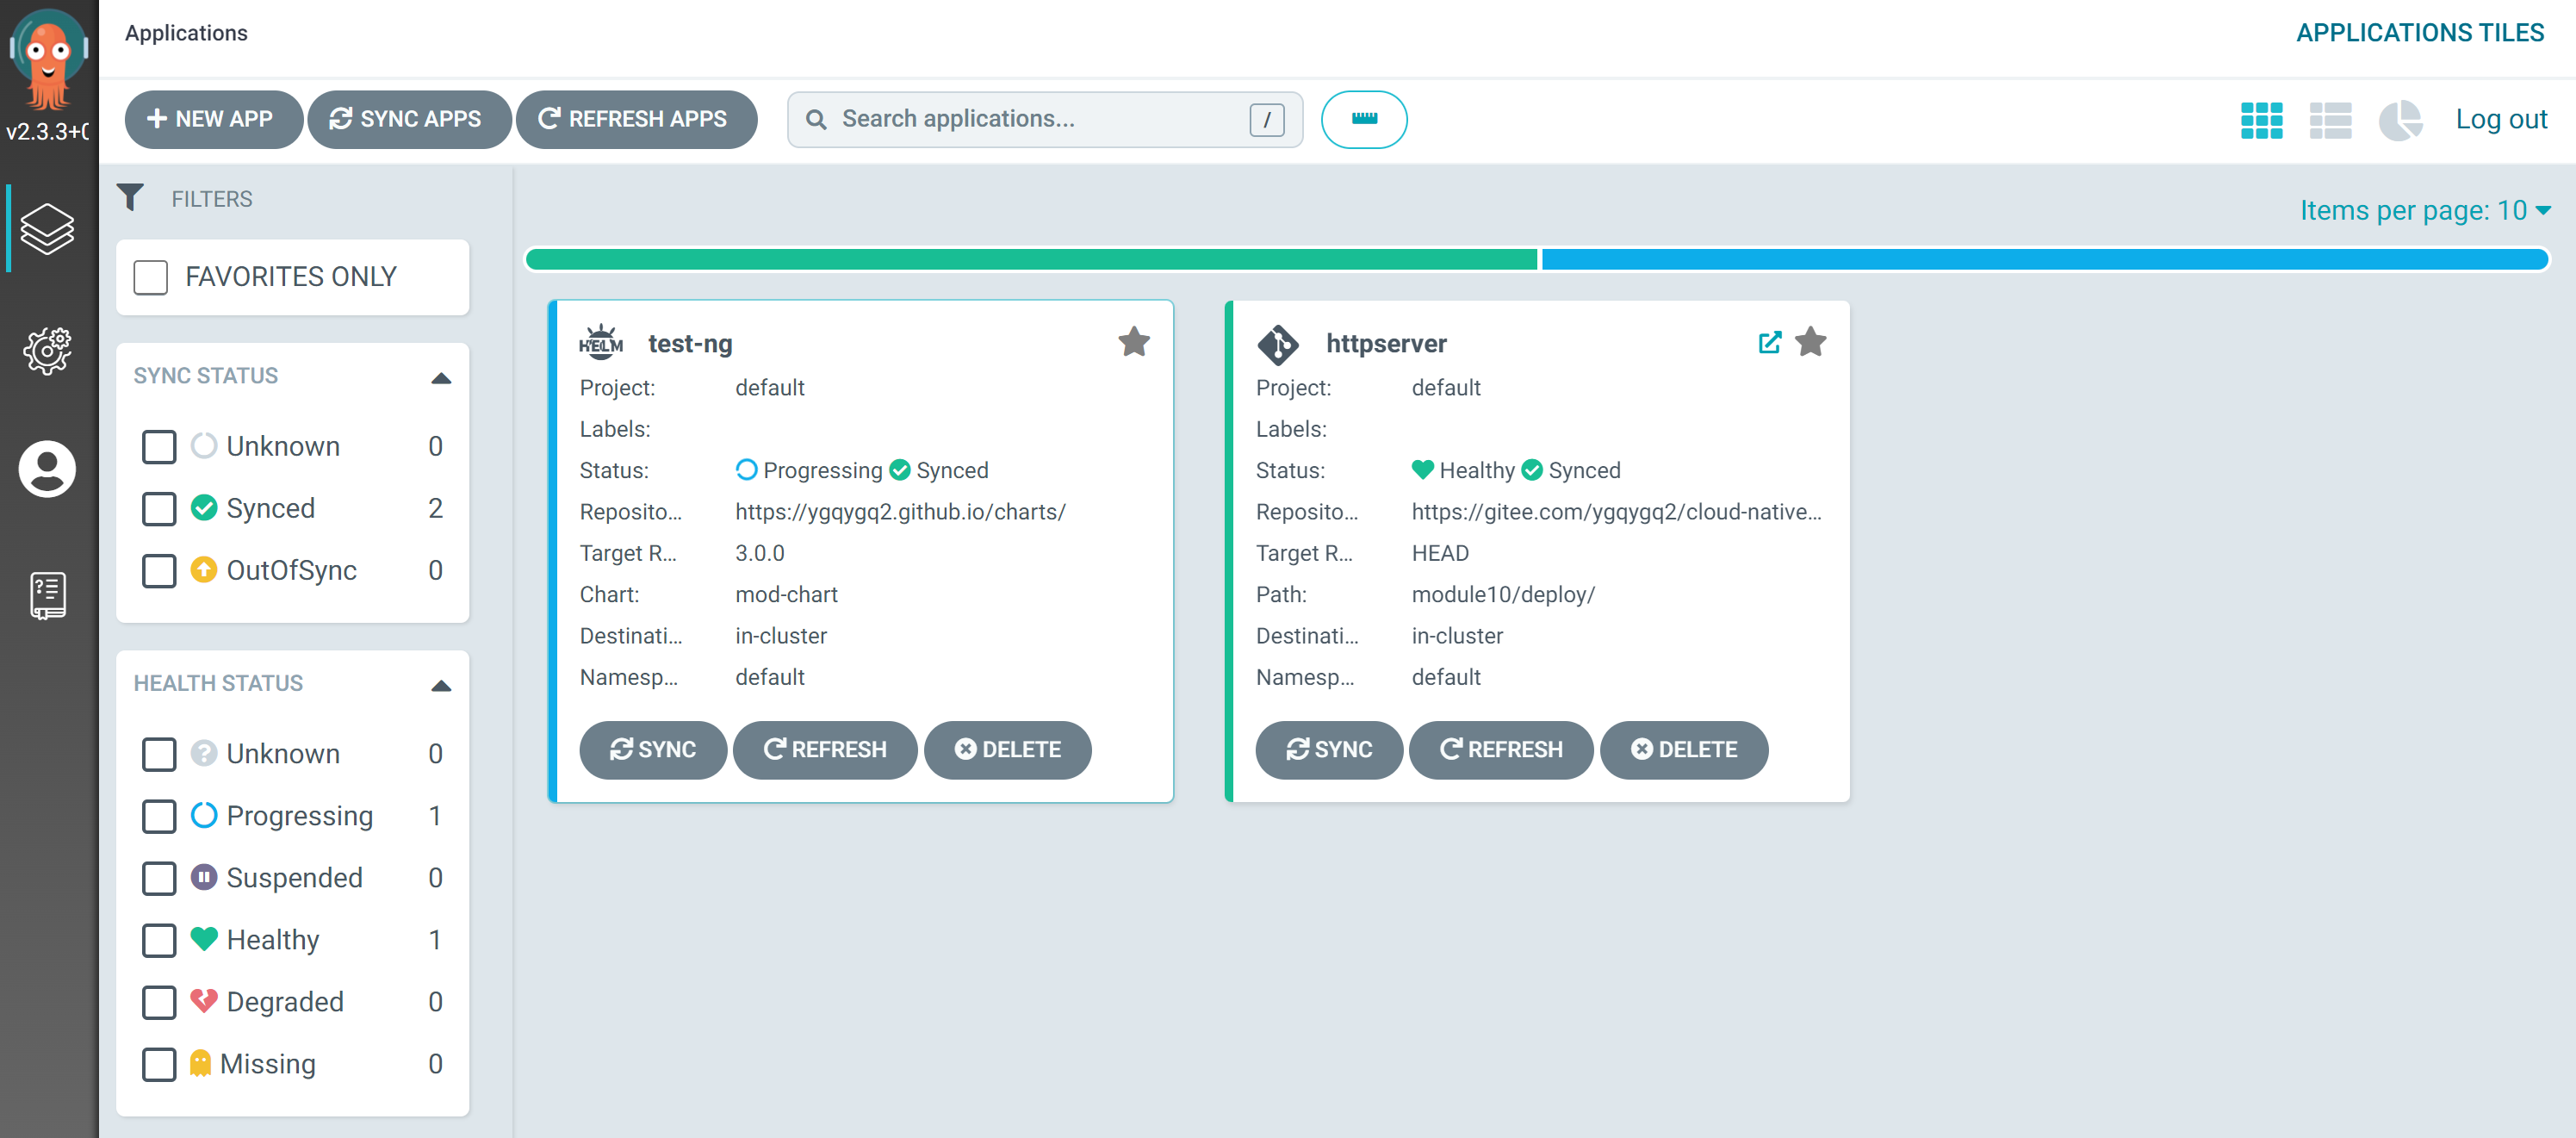 Applications
APPLICATIONS TILES
v2.3.3+0
NEW APP
SYNC APPS
REFRESH APPS
Search applications...
/
Log out
FILTERS
FAVORITES ONLY
SYNC STATUS
Unknown 0
Synced 2
OutOfSync 0
HEALTH STATUS
Unknown 0
Progressing 1
Suspended 0
Healthy 1
Degraded 0
Missing 0
Items per page: 10
HELM
test-ng
Project: default
Labels:
Status: Progressing Synced
Reposito... https://ygqygq2.github.io/charts/
Target R... 3.0.0
Chart: mod-chart
Destinati... in-cluster
Namesp... default
SYNC REFRESH DELETE
httpserver
Project: default
Labels:
Status: Healthy Synced
Reposito... https://gitee.com/ygqygq2/cloud-native...
Target R... HEAD
Path: module10/deploy/
Destinati... in-cluster
Namesp... default
SYNC REFRESH DELETE